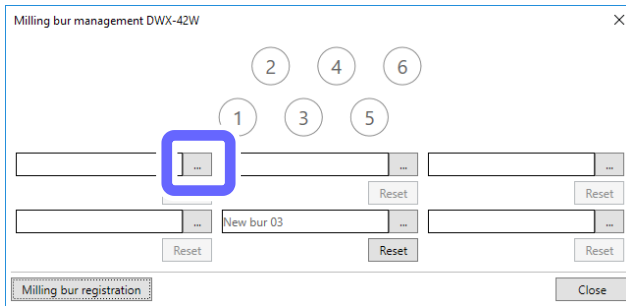 Milling bur management DWX-42W
2 4 6
1 3 5
... ... ...
Reset Reset
... New bur 03 ... ...
Reset Reset Reset
Milling bur registration Close